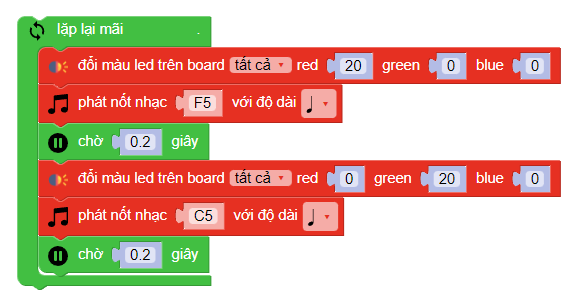 lặp lại mãi .
đổi màu led trên board tất cả red 20 green 0 blue 0
phát nốt nhạc F5 với độ dài ♩
chờ 0.2 giây
đổi màu led trên board tất cả red 0 green 20 blue 0
phát nốt nhạc C5 với độ dài ♩
chờ 0.2 giây